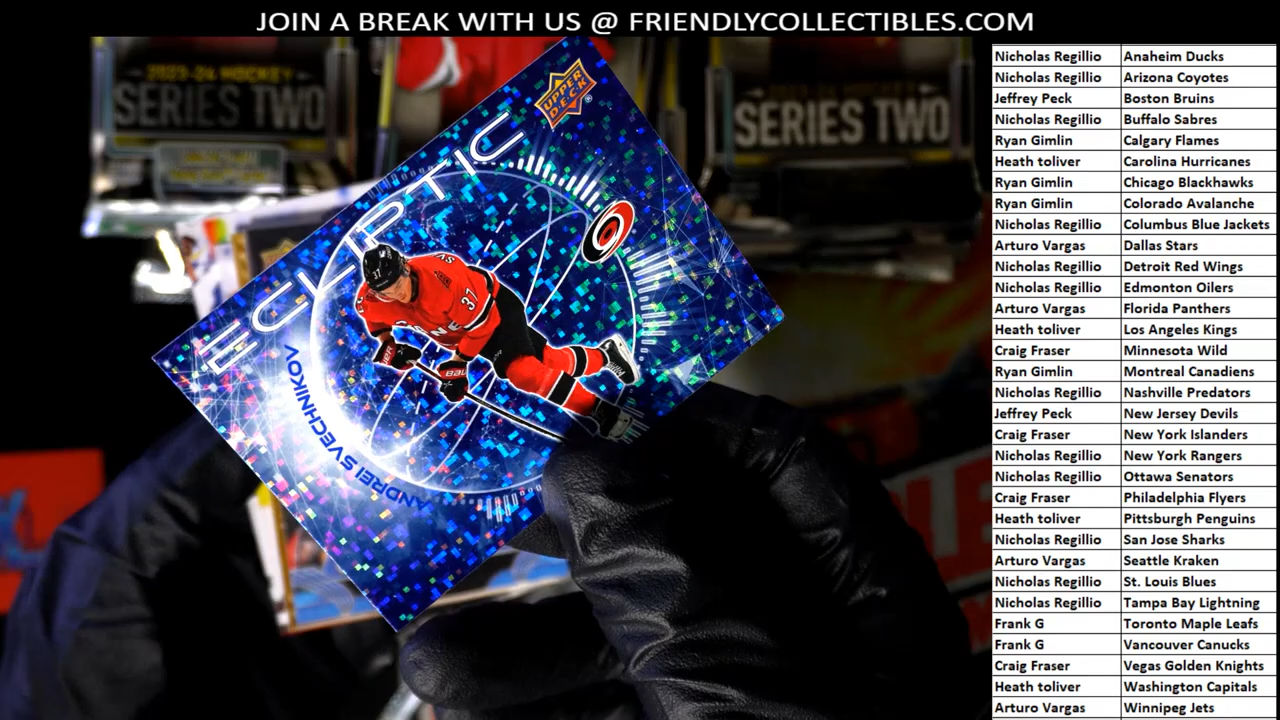 JOIN A BREAK WITH US @ FRIENDLYCOLLECTIBLES.COM
2023-24 HOCKEY
SERIES TWO
SERIES TWO
UPPER DECK
ECLIPTIC
37
SV
37
ANDREI SVECHNIKOV
Nicholas Regillio Anaheim Ducks
Nicholas Regillio Arizona Coyotes
Jeffrey Peck Boston Bruins
Nicholas Regillio Buffalo Sabres
Ryan Gimlin Calgary Flames
Heath toliver Carolina Hurricanes
Ryan Gimlin Chicago Blackhawks
Ryan Gimlin Colorado Avalanche
Nicholas Regillio Columbus Blue Jackets
Arturo Vargas Dallas Stars
Nicholas Regillio Detroit Red Wings
Nicholas Regillio Edmonton Oilers
Arturo Vargas Florida Panthers
Heath toliver Los Angeles Kings
Craig Fraser Minnesota Wild
Ryan Gimlin Montreal Canadiens
Nicholas Regillio Nashville Predators
Jeffrey Peck New Jersey Devils
Craig Fraser New York Islanders
Nicholas Regillio New York Rangers
Nicholas Regillio Ottawa Senators
Craig Fraser Philadelphia Flyers
Heath toliver Pittsburgh Penguins
Nicholas Regillio San Jose Sharks
Arturo Vargas Seattle Kraken
Nicholas Regillio St. Louis Blues
Nicholas Regillio Tampa Bay Lightning
Frank G Toronto Maple Leafs
Frank G Vancouver Canucks
Craig Fraser Vegas Golden Knights
Heath toliver Washington Capitals
Arturo Vargas Winnipeg Jets